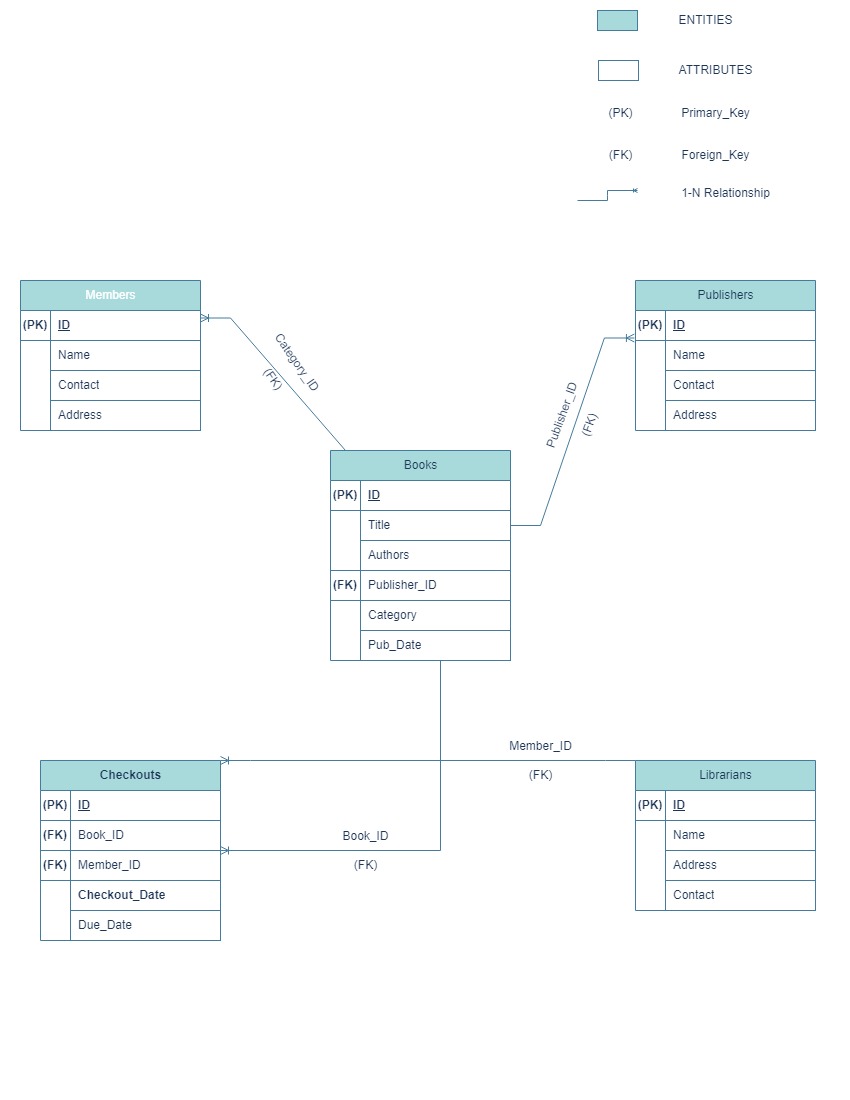 ENTITIES
ATTRIBUTES
(PK) Primary_Key
(FK) Foreign_Key
1-N Relationship
Members
(PK) ID
Name
Contact
Address
Publishers
(PK) ID
Name
Contact
Address
Category_ID
(FK)
Publisher_ID
(FK)
Books
(PK) ID
Title
Authors
(FK) Publisher_ID
Category
Pub_Date
Member_ID
(FK)
Book_ID
(FK)
Checkouts
(PK) ID
(FK) Book_ID
(FK) Member_ID
Checkout_Date
Due_Date
Librarians
(PK) ID
Name
Address
Contact